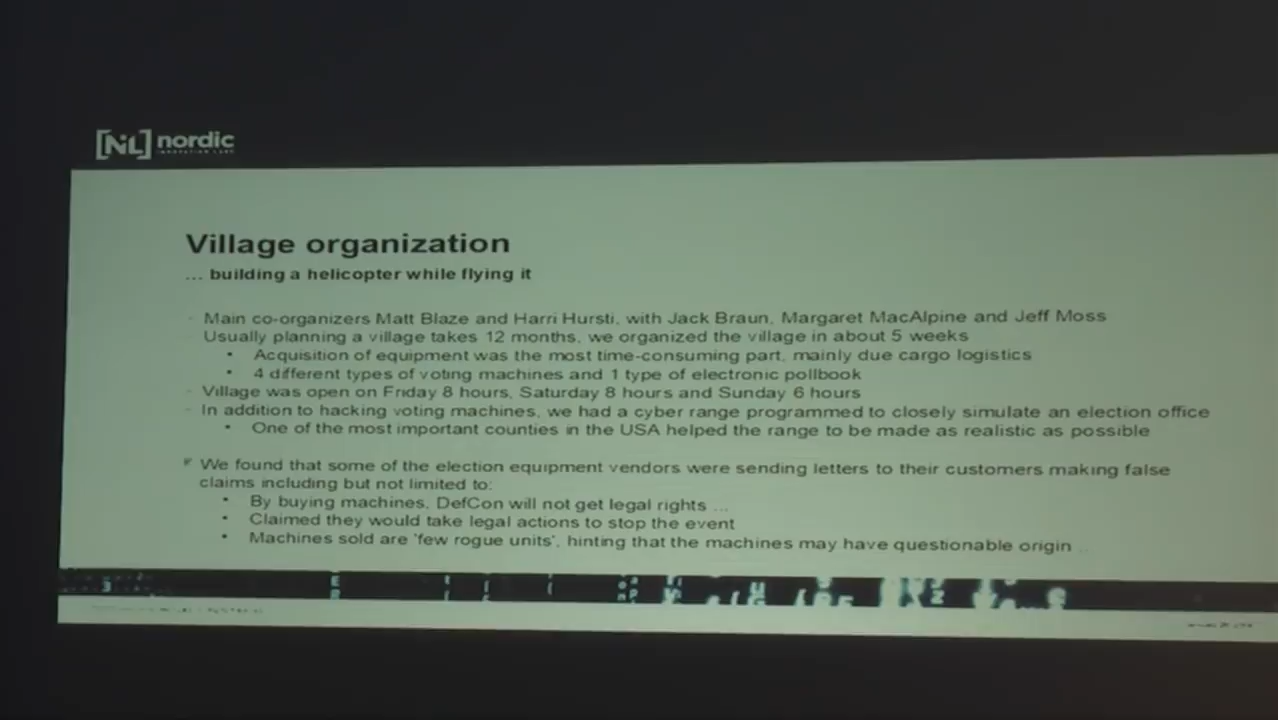 [NiL] nordic
Village organization
... building a helicopter while flying it
- Main co-organizers Matt Blaze and Harri Hursti, with Jack Braun, Margaret MacAlpine and Jeff Moss
Usually planning a village takes 12 months, we organized the village in about 5 weeks
• Acquisition of equipment was the most time-consuming part, mainly due cargo logistics
• 4 different types of voting machines and 1 type of electronic pollbook
- Village was open on Friday 8 hours, Saturday 8 hours and Sunday 6 hours
- In addition to hacking voting machines, we had a cyber range programmed to closely simulate an election office
• One of the most important counties in the USA helped the range to be made as realistic as possible
We found that some of the election equipment vendors were sending letters to their customers making false
claims including but not limited to:
• By buying machines, DefCon will not get legal rights ...
• Claimed they would take legal actions to stop the event
• Machines sold are 'few rogue units', hinting that the machines may have questionable origin ...